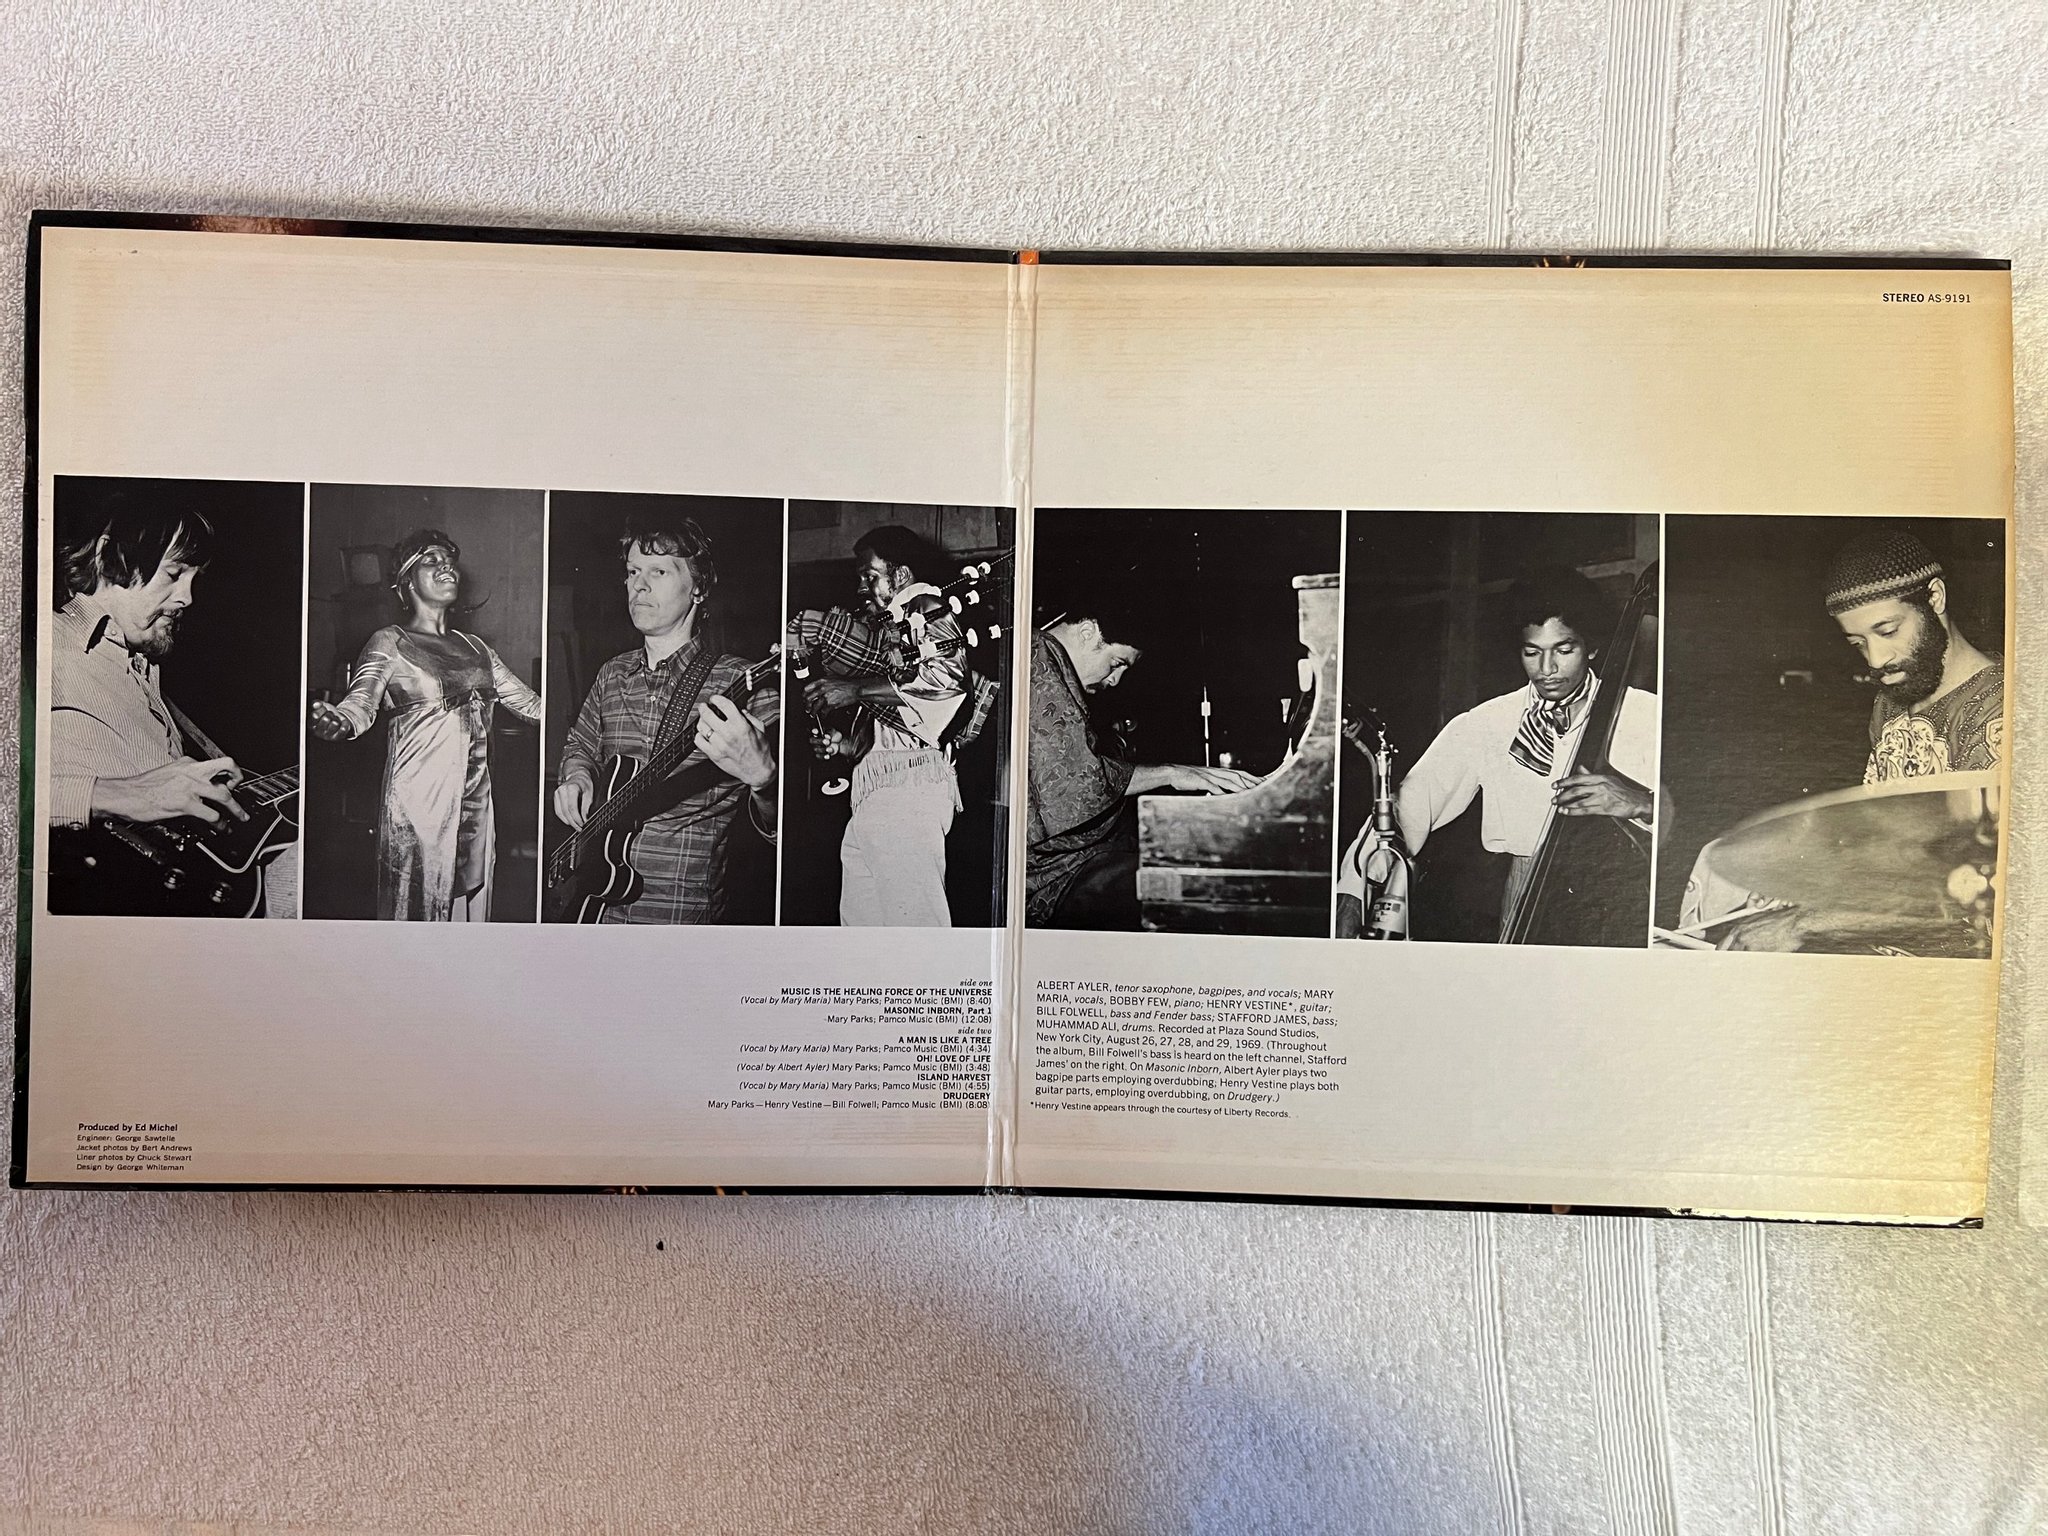 STEREO AS-9191
side one
MUSIC IS THE HEALING FORCE OF THE UNIVERSE
(Vocal by Mary Maria) Mary Parks; Pamco Music (BMI) (8:40)
MASONIC INBORN, Part 1
Mary Parks; Pamco Music (BMI) (12:08)
side two
A MAN IS LIKE A TREE
(Vocal by Mary Maria) Mary Parks; Pamco Music (BMI) (4:34)
OH! LOVE OF LIFE
(Vocal by Albert Ayler) Mary Parks; Pamco Music (BMI) (3:48)
ISLAND HARVEST
(Vocal by Mary Maria) Mary Parks; Pamco Music (BMI) (4:55)
DRUDGERY
Mary Parks—Henry Vestine—Bill Folwell; Pamco Music (BMI) (8:08)
Produced by Ed Michel
Engineer: George Sawtelle
Jacket photos by Bert Andrews
Liner photos by Chuck Stewart
Design by George Whiteman
ALBERT AYLER, tenor saxophone, bagpipes, and vocals; MARY
MARIA, vocals, BOBBY FEW, piano; HENRY VESTINE*, guitar;
BILL FOLWELL, bass and Fender bass; STAFFORD JAMES, bass;
MUHAMMAD ALI, drums. Recorded at Plaza Sound Studios,
New York City, August 26, 27, 28, and 29, 1969. (Throughout
the album, Bill Folwell's bass is heard on the left channel, Stafford
James' on the right. On Masonic Inborn, Albert Ayler plays two
bagpipe parts employing overdubbing; Henry Vestine plays both
guitar parts, employing overdubbing, on Drudgery.)
*Henry Vestine appears through the courtesy of Liberty Records.